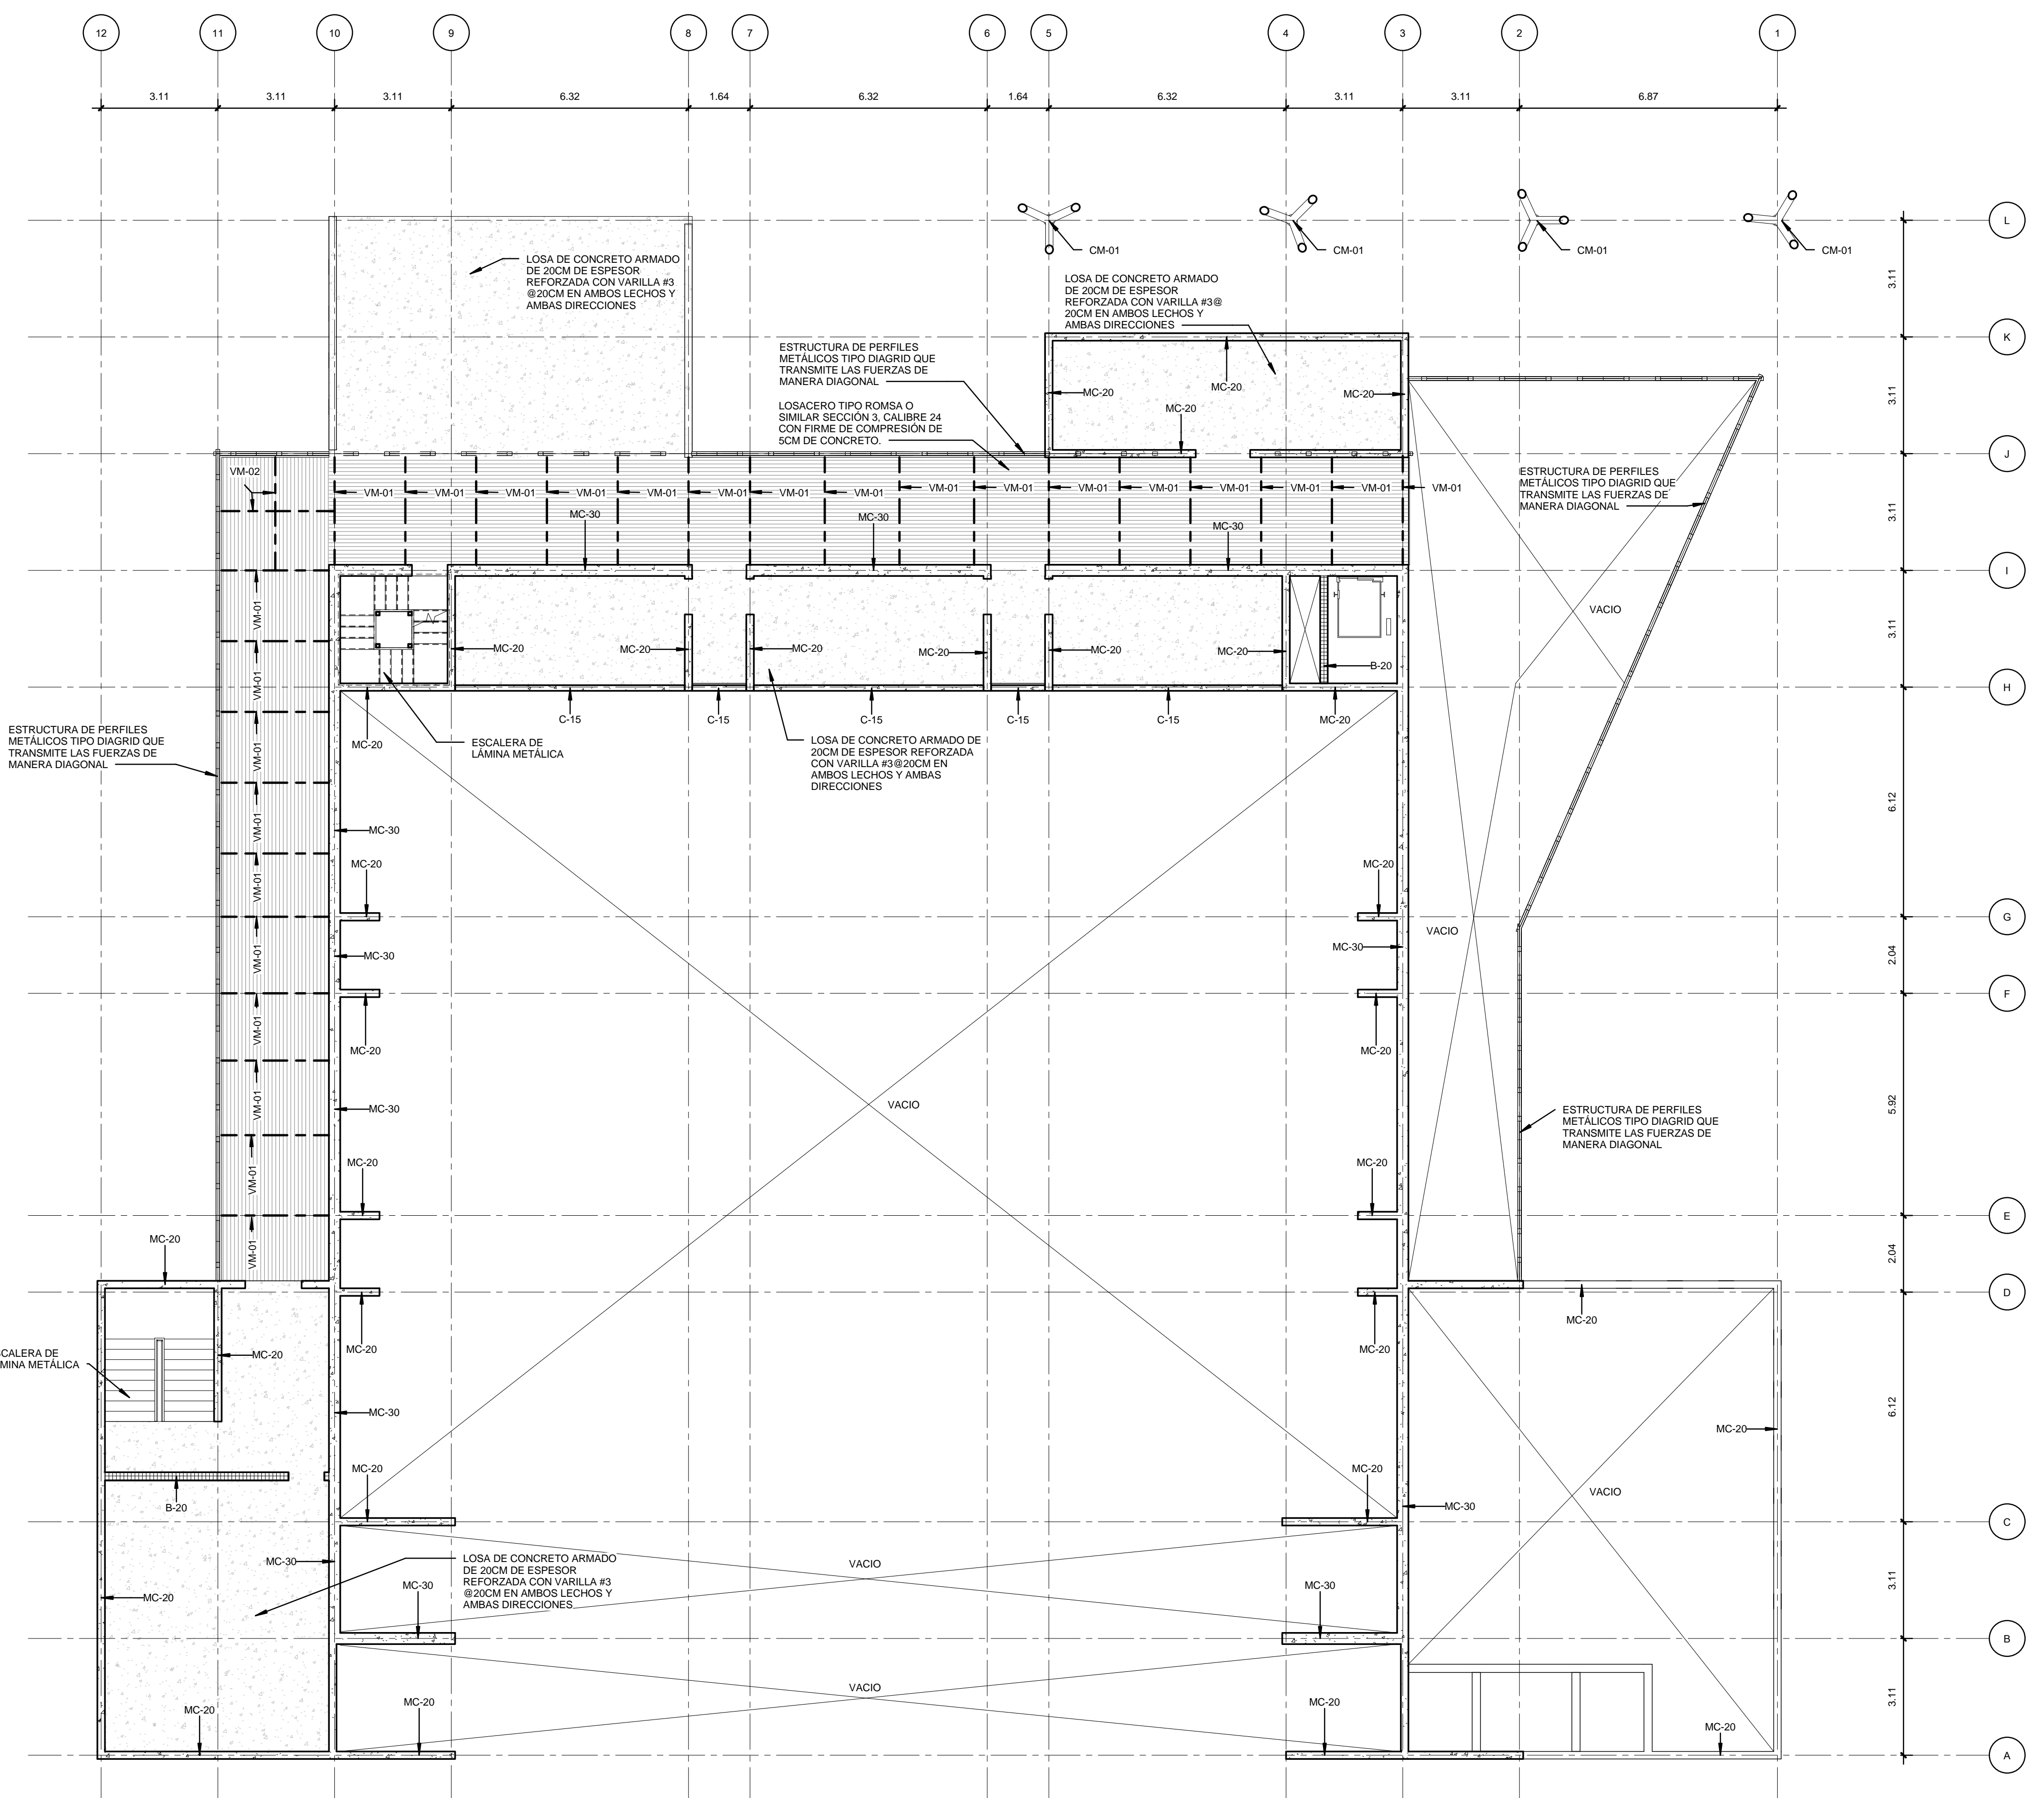 12 11 10 9 8 7 6 5 4 3 2 1
3.11 3.11 3.11 6.32 1.64 6.32 1.64 6.32 3.11 3.11 6.87
L
CM-01 CM-01 CM-01 CM-01
LOSA DE CONCRETO ARMADO
DE 20CM DE ESPESOR
REFORZADA CON VARILLA #3
@20CM EN AMBOS LECHOS Y
AMBAS DIRECCIONES
LOSA DE CONCRETO ARMADO
DE 20CM DE ESPESOR
REFORZADA CON VARILLA #3@
20CM EN AMBOS LECHOS Y
AMBAS DIRECCIONES
3.11
K
ESTRUCTURA DE PERFILES
METÁLICOS TIPO DIAGRID QUE
TRANSMITE LAS FUERZAS DE
MANERA DIAGONAL
LOSACERO TIPO ROMSA O
SIMILAR SECCIÓN 3, CALIBRE 24
CON FIRME DE COMPRESIÓN DE
5CM DE CONCRETO.
MC-20 MC-20 MC-20
MC-20
3.11
J
ESTRUCTURA DE PERFILES
METÁLICOS TIPO DIAGRID QUE
TRANSMITE LAS FUERZAS DE
MANERA DIAGONAL
VM-02
VM-01 VM-01 VM-01 VM-01 VM-01 VM-01 VM-01 VM-01 VM-01 VM-01 VM-01 VM-01 VM-01 VM-01 VM-01 VM-01
MC-30 MC-30 MC-30
3.11
I
VM-01
VACIO
3.11
MC-20 MC-20 MC-20 MC-20 MC-20 MC-20 B-20
VM-01
H
C-15 C-15 C-15 C-15 C-15 MC-20
MC-20
ESCALERA DE
LÁMINA METÁLICA
LOSA DE CONCRETO ARMADO DE
20CM DE ESPESOR REFORZADA
CON VARILLA #3@20CM EN
AMBOS LECHOS Y AMBAS
DIRECCIONES
ESTRUCTURA DE PERFILES
METÁLICOS TIPO DIAGRID QUE
TRANSMITE LAS FUERZAS DE
MANERA DIAGONAL
VM-01
VM-01
6.12
MC-30
MC-20 MC-20
VM-01
G
VACIO
VM-01
MC-30 MC-30
2.04
F
VM-01
MC-20 MC-20
VM-01
MC-30
VACIO
5.92
ESTRUCTURA DE PERFILES
METÁLICOS TIPO DIAGRID QUE
TRANSMITE LAS FUERZAS DE
MANERA DIAGONAL
MC-20 MC-20
VM-01
E
MC-20
VM-01
2.04
D
MC-20
MC-20 MC-20 MC-20
CALERA DE
MINA METÁLICA
MC-30
6.12
MC-20
MC-20 MC-20
VACIO
B-20
MC-30
C
MC-30
LOSA DE CONCRETO ARMADO
DE 20CM DE ESPESOR
REFORZADA CON VARILLA #3
@20CM EN AMBOS LECHOS Y
AMBAS DIRECCIONES
VACIO
MC-20
MC-30 MC-30
3.11
B
VACIO
3.11
MC-20 MC-20 MC-20
MC-20
A